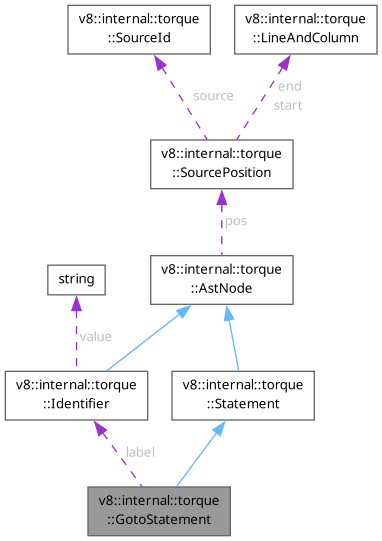 v8::internal::torque
::SourceId
v8::internal::torque
::LineAndColumn
source
end
start
v8::internal::torque
::SourcePosition
pos
v8::internal::torque
::AstNode
string
value
v8::internal::torque
::Identifier
v8::internal::torque
::Statement
label
v8::internal::torque
::GotoStatement